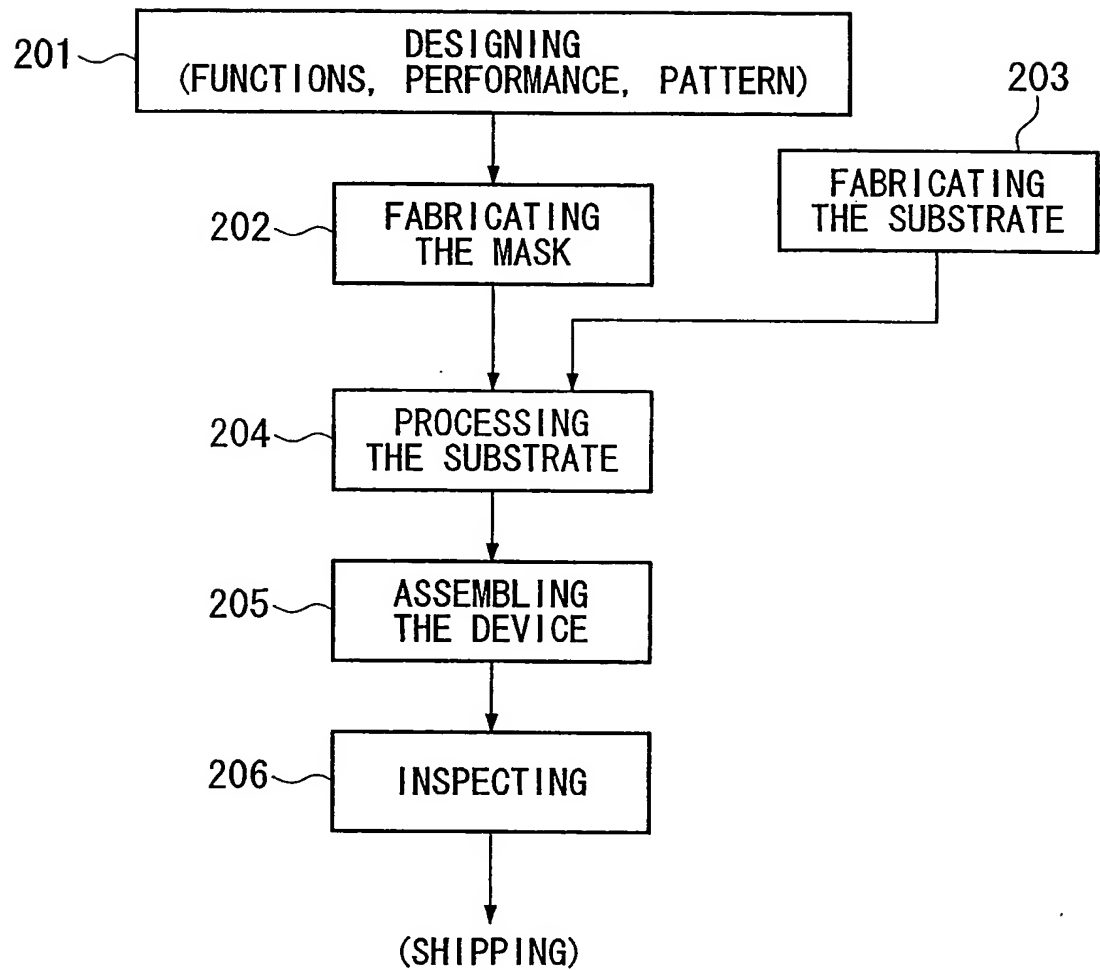 201
DESIGNING
(FUNCTIONS, PERFORMANCE, PATTERN)
203
FABRICATING
THE SUBSTRATE
202
FABRICATING
THE MASK
204
PROCESSING
THE SUBSTRATE
205
ASSEMBLING
THE DEVICE
206
INSPECTING
(SHIPPING)